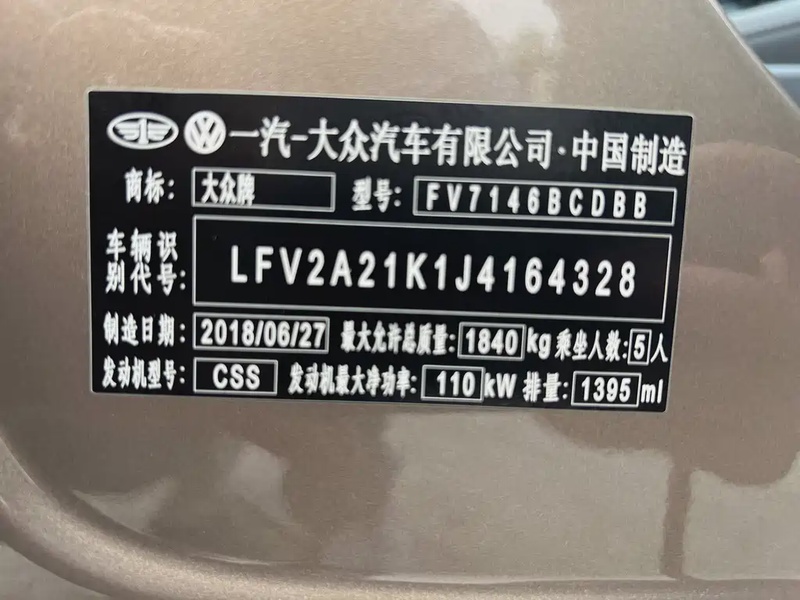 一汽-大众汽车有限公司·中国制造
商标: 大众牌 型号: FV7146BCDBB
车辆识别代号: LFV2A21K1J4164328
制造日期: 2018/06/27 最大允许总质量: 1840 kg 乘坐人数: 5 人
发动机型号: CSS 发动机最大净功率: 110 kW 排量: 1395 ml